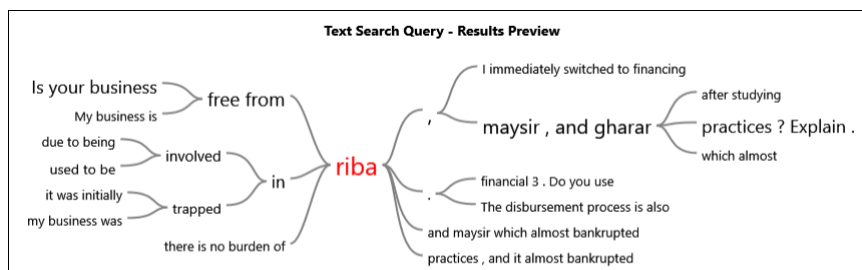 Text Search Query - Results Preview
Is your business
My business is
free from
due to being
used to be
involved
it was initially
my business was
trapped
in
there is no burden of
riba
,
I immediately switched to financing
maysir , and gharar
after studying
practices ? Explain .
which almost
.
financial 3 . Do you use
The disbursement process is also
and maysir which almost bankrupted
practices , and it almost bankrupted